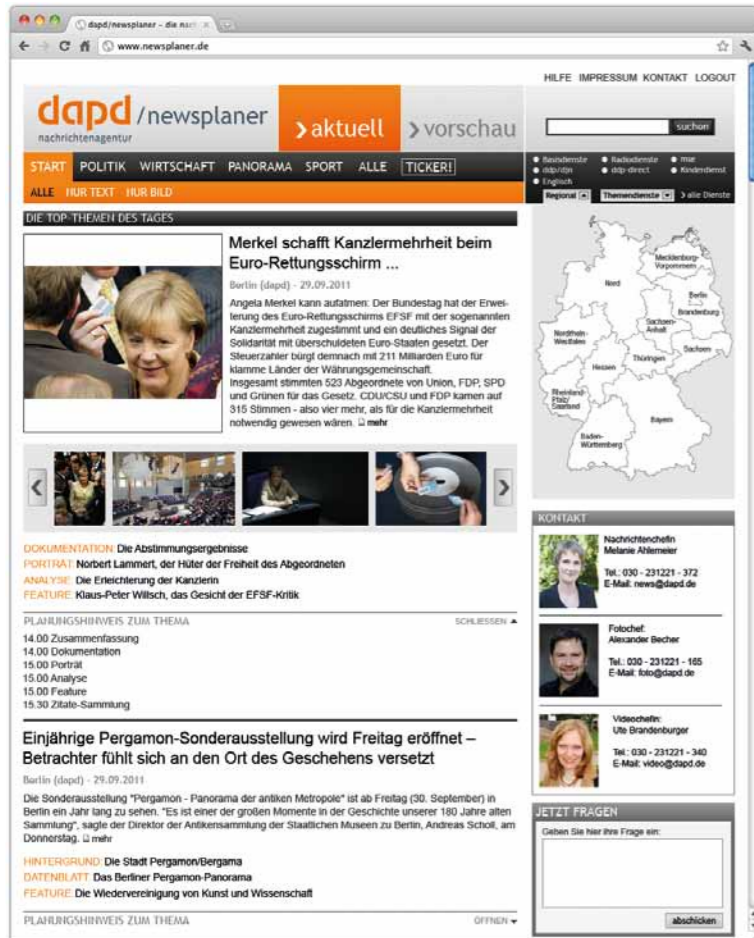 dapd/newsplaner – die nach
www.newsplaner.de
HILFE IMPRESSUM KONTAKT LOGOUT
dapd /newsplaner
nachrichtenagentur
aktuell
vorschau
suchen
START POLITIK WIRTSCHAFT PANORAMA SPORT ALLE TICKER!
ALLE NUR TEXT NUR BILD
Basisdienste Radiodienste mae
ddp/djn ddp-direct Kinderdienst
Englisch
Regional Themendienste alle Dienste
DIE TOP-THEMEN DES TAGES
Merkel schafft Kanzlermehrheit beim
Euro-Rettungsschirm ...
Berlin (dapd) - 29.09.2011
Angela Merkel kann aufatmen: Der Bundestag hat der Erwei-
terung des Euro-Rettungsschirms EFSF mit der sogenannten
Kanzlermehrheit zugestimmt und ein deutliches Signal der
Solidarität mit überschuldeten Euro-Staaten gesetzt. Der
Steuerzahler bürgt demnach mit 211 Milliarden Euro für
klamme Länder der Währungsgemeinschaft.
Insgesamt stimmten 523 Abgeordnete von Union, FDP, SPD
und Grünen für das Gesetz. CDU/CSU und FDP kamen auf
315 Stimmen - also vier mehr, als für die Kanzlermehrheit
notwendig gewesen wären. mehr
DOKUMENTATION: Die Abstimmungsergebnisse
PORTRÄT: Norbert Lammert, der Hüter der Freiheit des Abgeordneten
ANALYSE: Die Erleichterung der Kanzlerin
FEATURE: Klaus-Peter Willsch, das Gesicht der EFSF-Kritik
PLANUNGSHINWEIS ZUM THEMA SCHLIESSEN
14.00 Zusammenfassung
14.00 Dokumentation
15.00 Porträt
15.00 Analyse
15.00 Feature
15.30 Zitate-Sammlung
Einjährige Pergamon-Sonderausstellung wird Freitag eröffnet –
Betrachter fühlt sich an den Ort des Geschehens versetzt
Berlin (dapd) - 29.09.2011
Die Sonderausstellung "Pergamon - Panorama der antiken Metropole" ist ab Freitag (30. September) in
Berlin ein Jahr lang zu sehen. "Es ist einer der großen Momente in der Geschichte unserer 180 Jahre alten
Sammlung", sagte der Direktor der Antikensammlung der Staatlichen Museen zu Berlin, Andreas Scholl, am
Donnerstag. mehr
HINTERGRUND: Die Stadt Pergamon/Bergama
DATENBLATT: Das Berliner Pergamon-Panorama
FEATURE: Die Wiedervereinigung von Kunst und Wissenschaft
PLANUNGSHINWEIS ZUM THEMA ÖFFNEN
Mecklenburg-
Vorpommern
Nord
Berlin
Brandenburg
Sachsen-
Anhalt
Nordrhein-
Westfalen
Sachsen
Thüringen
Hessen
Rheinland-
Pfalz/
Saarland
Bayern
Baden-
Württemberg
KONTAKT
Nachrichtenchefin
Melanie Ahlemeier
Tel.: 030 - 231221 - 372
E-Mail: news@dapd.de
Fotochef:
Alexander Becher
Tel.: 030 - 231221 - 165
E-Mail: foto@dapd.de
Videochefin:
Ute Brandenburger
Tel.: 030 - 231221 - 340
E-Mail: video@dapd.de
JETZT FRAGEN
Geben Sie hier Ihre Frage ein:
abschicken